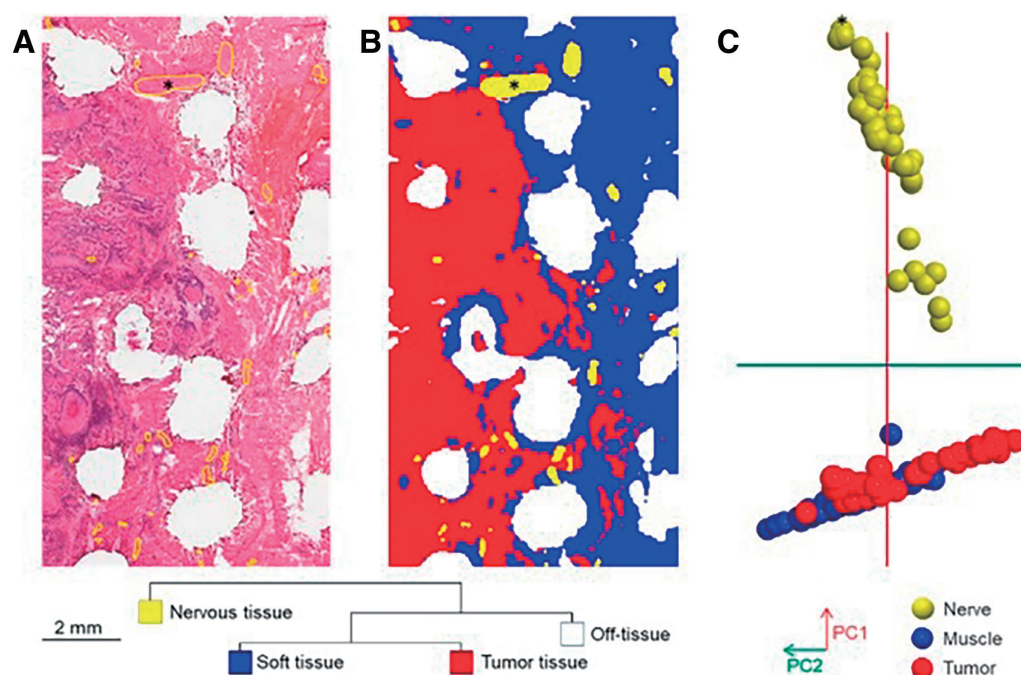 A
B
C
*
*
*
Nervous tissue
Off-tissue
Soft tissue
Tumor tissue
2 mm
PC1
PC2
Nerve
Muscle
Tumor